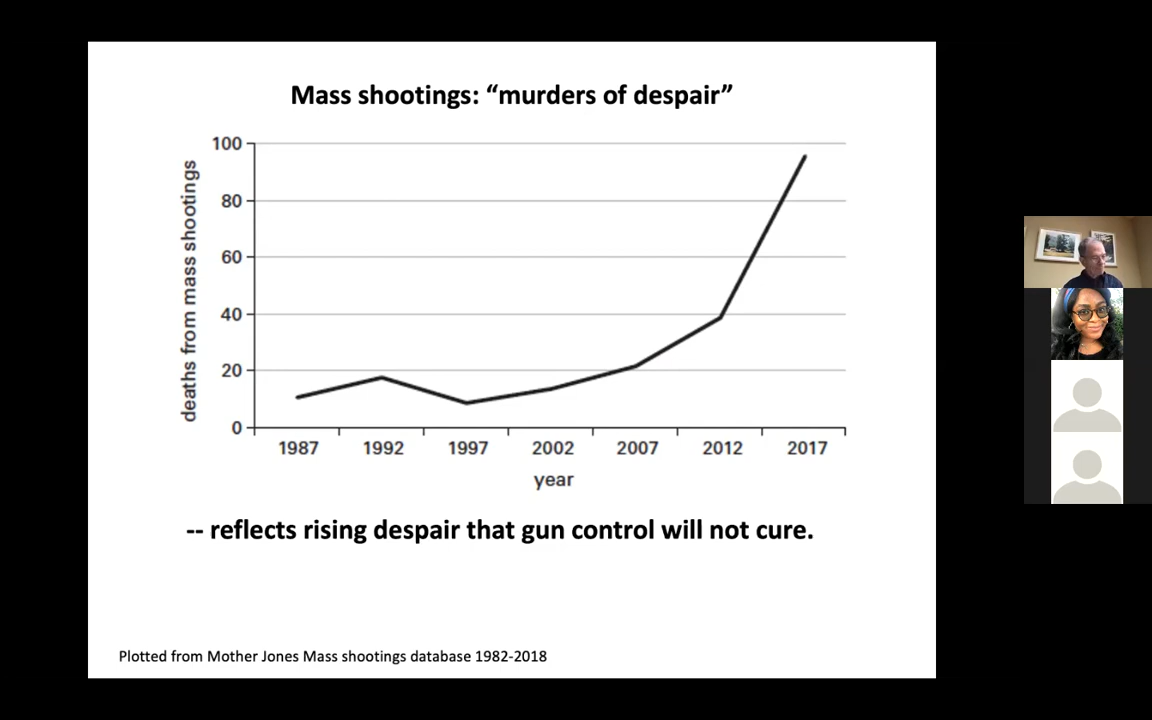 Mass shootings: “murders of despair”
deaths from mass shootings
100
80
60
40
20
0
1987 1992 1997 2002 2007 2012 2017
year
-- reflects rising despair that gun control will not cure.
Plotted from Mother Jones Mass shootings database 1982-2018